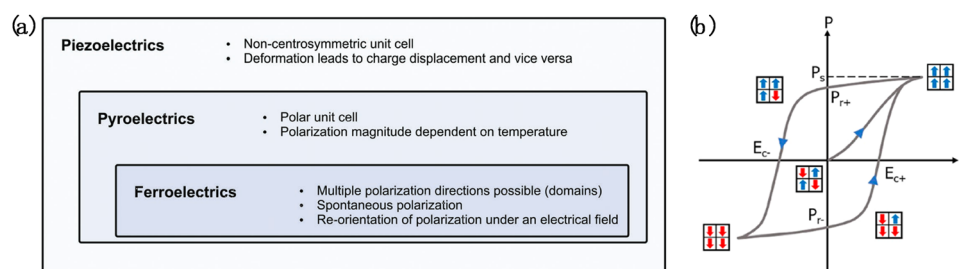 (a)
Piezoelectrics
• Non-centrosymmetric unit cell
• Deformation leads to charge displacement and vice versa
Pyroelectrics
• Polar unit cell
• Polarization magnitude dependent on temperature
Ferroelectrics
• Multiple polarization directions possible (domains)
• Spontaneous polarization
• Re-orientation of polarization under an electrical field
(b)
P
Ps
Pr+
Ec-
Ec+
Pr-